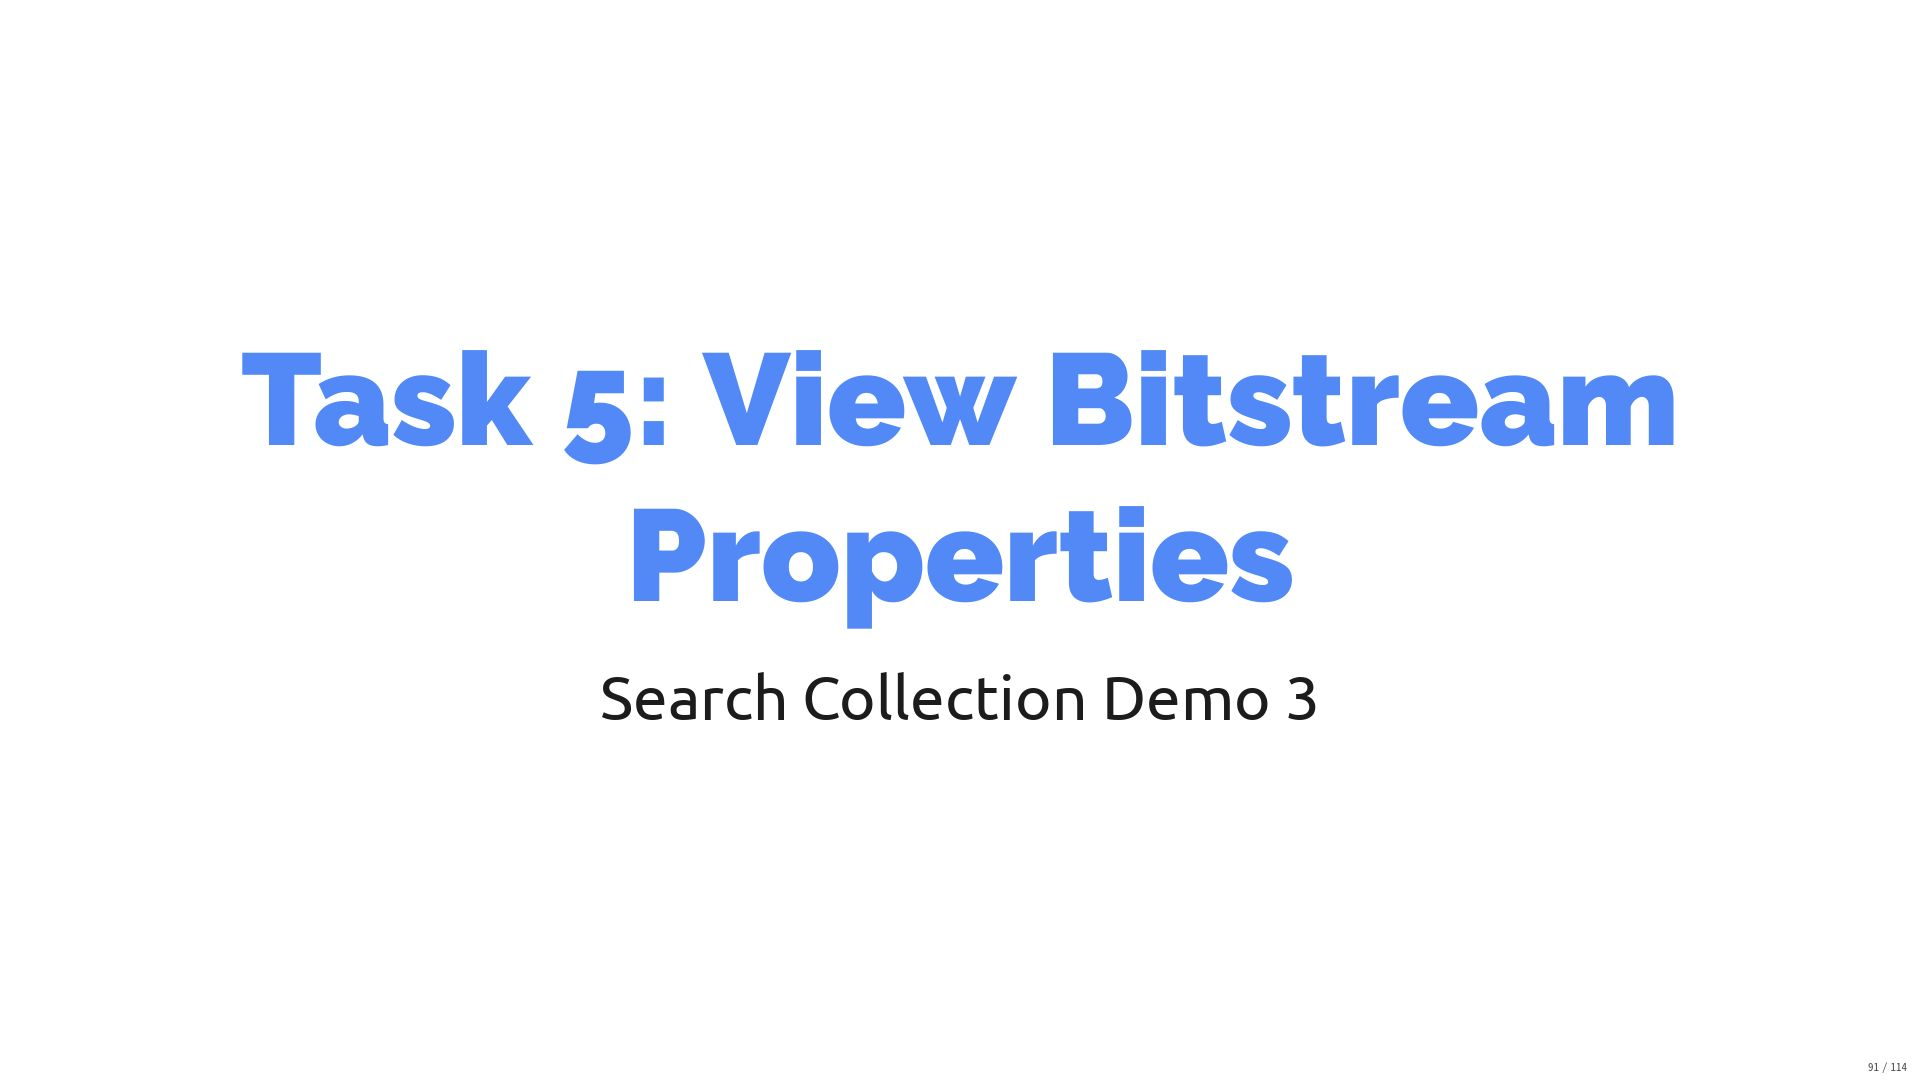 Task 5: View Bitstream
Properties
Search Collection Demo 3
91 / 114